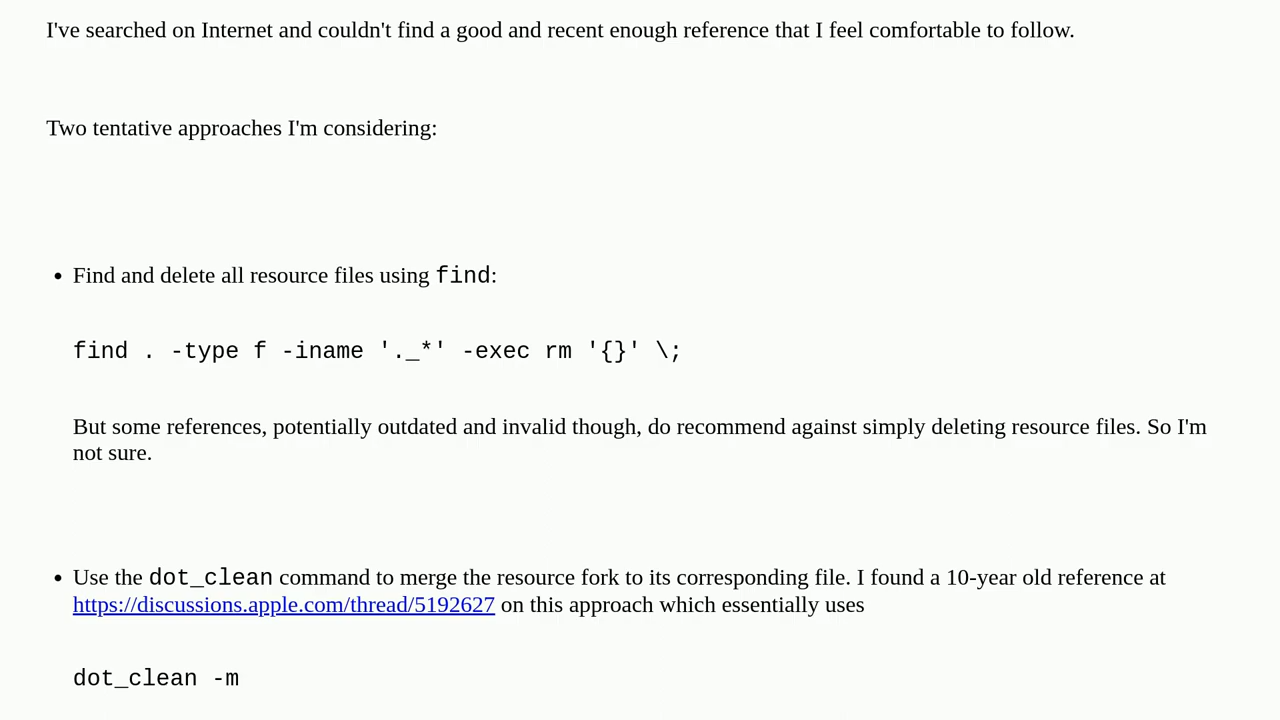 I've searched on Internet and couldn't find a good and recent enough reference that I feel comfortable to follow.
Two tentative approaches I'm considering:
• Find and delete all resource files using find:
find . -type f -iname '._*' -exec rm '{}' \;
But some references, potentially outdated and invalid though, do recommend against simply deleting resource files. So I'm
not sure.
• Use the dot_clean command to merge the resource fork to its corresponding file. I found a 10-year old reference at
https://discussions.apple.com/thread/5192627 on this approach which essentially uses
dot_clean -m